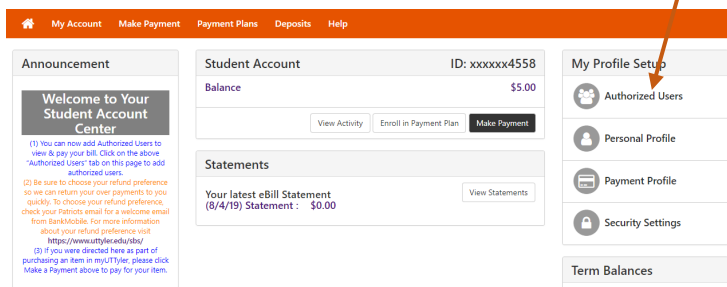 My Account Make Payment Payment Plans Deposits Help
Announcement
Welcome to Your
Student Account
Center
(1) You can now add Authorized Users to
view & pay your bill. Click on the above
"Authorized Users" tab on this page to add
authorized users.
(2) Be sure to choose your refund preference
so we can return your over payments to you
quickly. To choose your refund preference,
check your Patriots email for a welcome email
from BankMobile. For more information
about your refund preference visit
https://www.uttyler.edu/sbs/
(3) If you were directed here as part of
purchasing an item in myUTTyler, please click
Make a Payment above to pay for your item.
Student Account ID: xxxxxx4558
Balance $5.00
View Activity Enroll in Payment Plan Make Payment
Statements
Your latest eBill Statement View Statements
(8/4/19) Statement : $0.00
My Profile Setup
Authorized Users
Personal Profile
Payment Profile
Security Settings
Term Balances